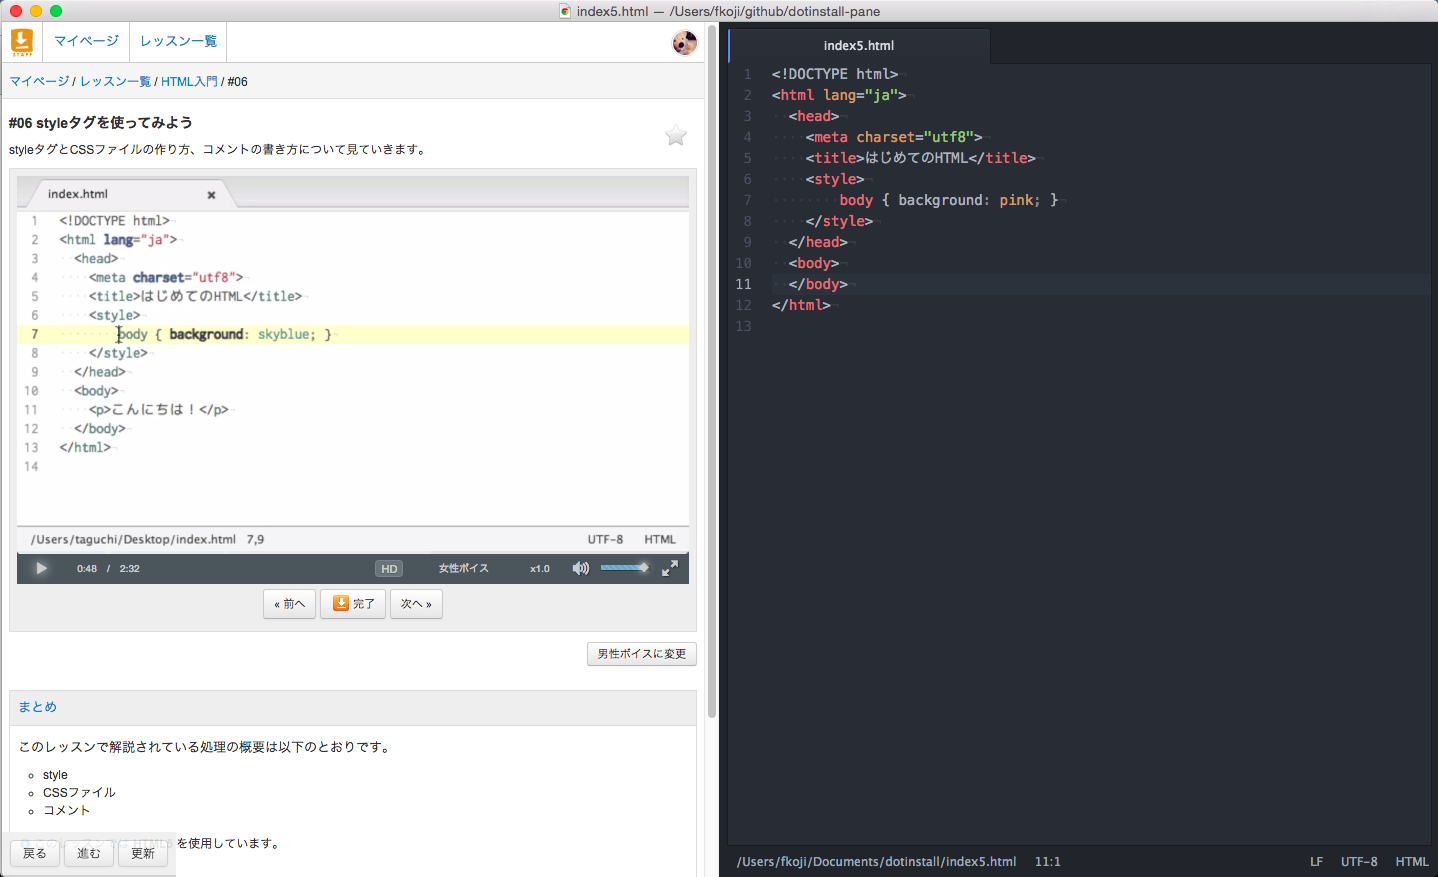 index5.html — /Users/fkoji/github/dotinstall-pane
STAFF
マイページ
レッスン一覧
マイページ / レッスン一覧 / HTML入門 / #06
#06 styleタグを使ってみよう
styleタグとCSSファイルの作り方、コメントの書き方について見ていきます。
index.html
1 <!DOCTYPE html>
2 <html lang="ja">
3 <head>
4 <meta charset="utf8">
5 <title>はじめてのHTML</title>
6 <style>
7 body { background: skyblue; }
8 </style>
9 </head>
10 <body>
11 <p>こんにちは！</p>
12 </body>
13 </html>
14
/Users/taguchi/Desktop/index.html 7,9 UTF-8 HTML
0:48 / 2:32 HD 女性ボイス x1.0
« 前へ 完了 次へ »
男性ボイスに変更
まとめ
このレッスンで解説されている処理の概要は以下のとおりです。
style
CSSファイル
コメント
このレッスンでは HTML5 を使用しています。
戻る 進む 更新
index5.html
1 <!DOCTYPE html>
2 <html lang="ja">
3 <head>
4 <meta charset="utf8">
5 <title>はじめてのHTML</title>
6 <style>
7 body { background: pink; }
8 </style>
9 </head>
10 <body>
11 </body>
12 </html>
13
/Users/fkoji/Documents/dotinstall/index5.html 11:1 LF UTF-8 HTML